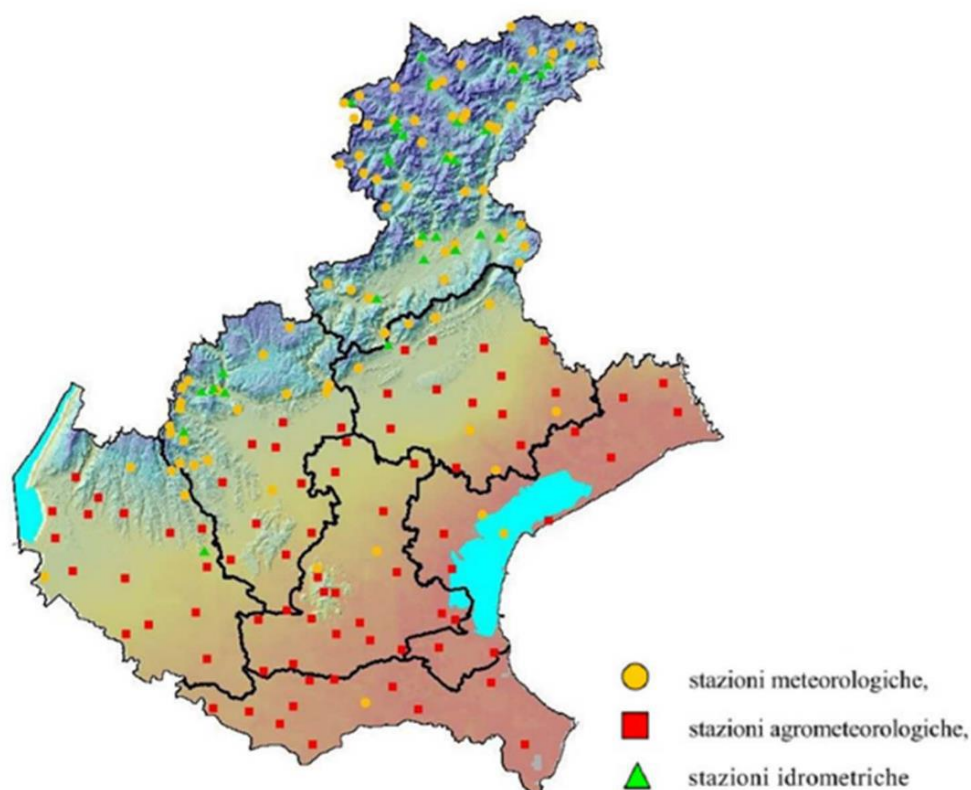 stazioni meteorologiche,
stazioni agrometeorologiche,
stazioni idrometriche